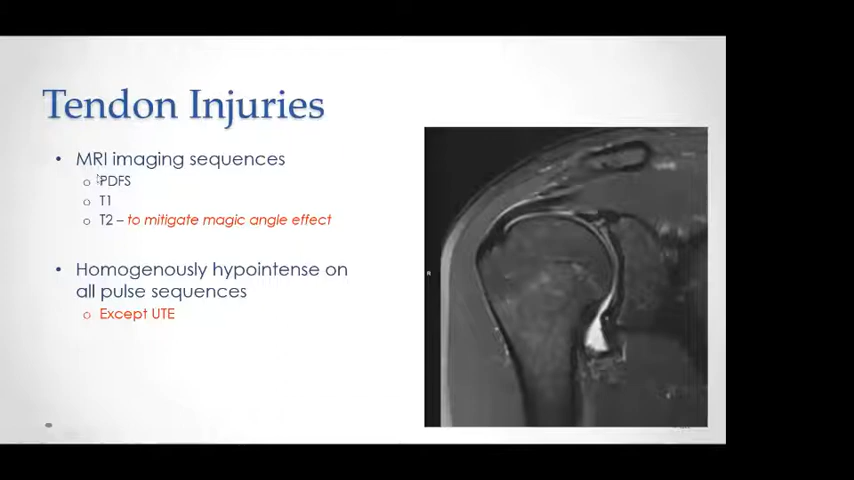 Tendon Injuries
• MRI imaging sequences
o PDFS
o T1
o T2 – to mitigate magic angle effect
• Homogenously hypointense on
all pulse sequences
o Except UTE
R